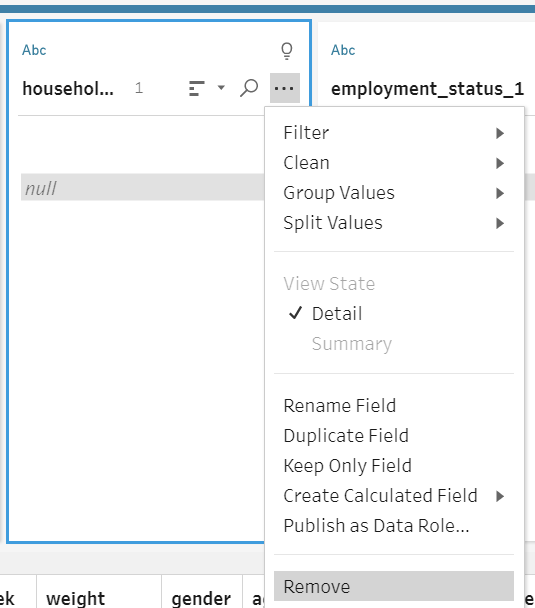 Abc
Abc
househol... 1
employment_status_1
null
Filter
Clean
Group Values
Split Values
View State
Detail
Summary
Rename Field
Duplicate Field
Keep Only Field
Create Calculated Field
Publish as Data Role...
Remove
ek weight gender a